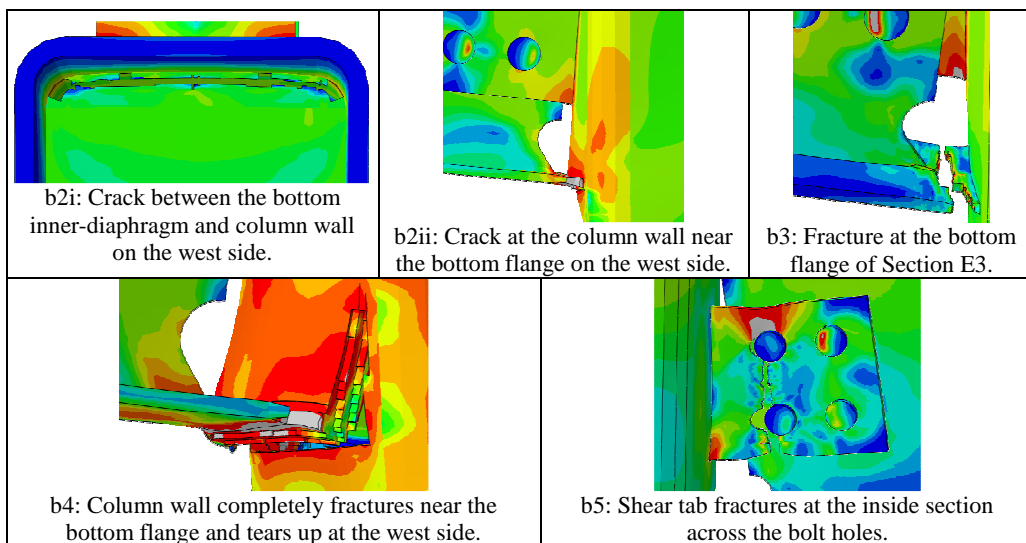 b2i: Crack between the bottom
inner-diaphragm and column wall
on the west side.
b2ii: Crack at the column wall near
the bottom flange on the west side.
b3: Fracture at the bottom
flange of Section E3.
b4: Column wall completely fractures near the
bottom flange and tears up at the west side.
b5: Shear tab fractures at the inside section
across the bolt holes.